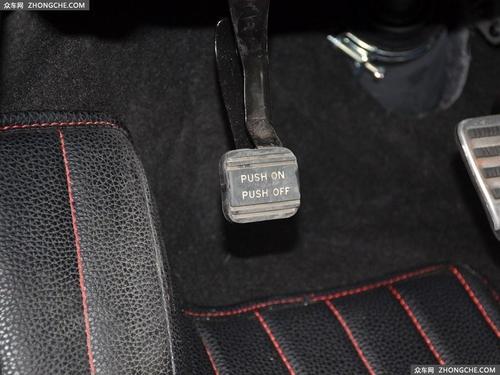 众车网 ZHONGCHE.COM
PUSH ON
PUSH OFF
众车网 ZHONGCHE.COM